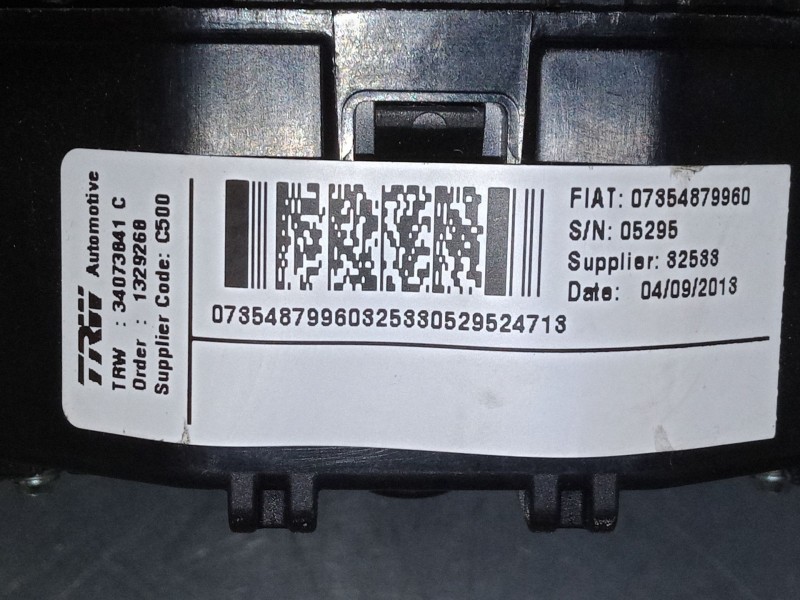 TRW Automotive
TRW : 34073841 C
Order : 1329268
Supplier Code: C500
FIAT: 07354879960
S/N: 05295
Supplier: 32533
Date: 04/09/2013
07354879960325330529524713